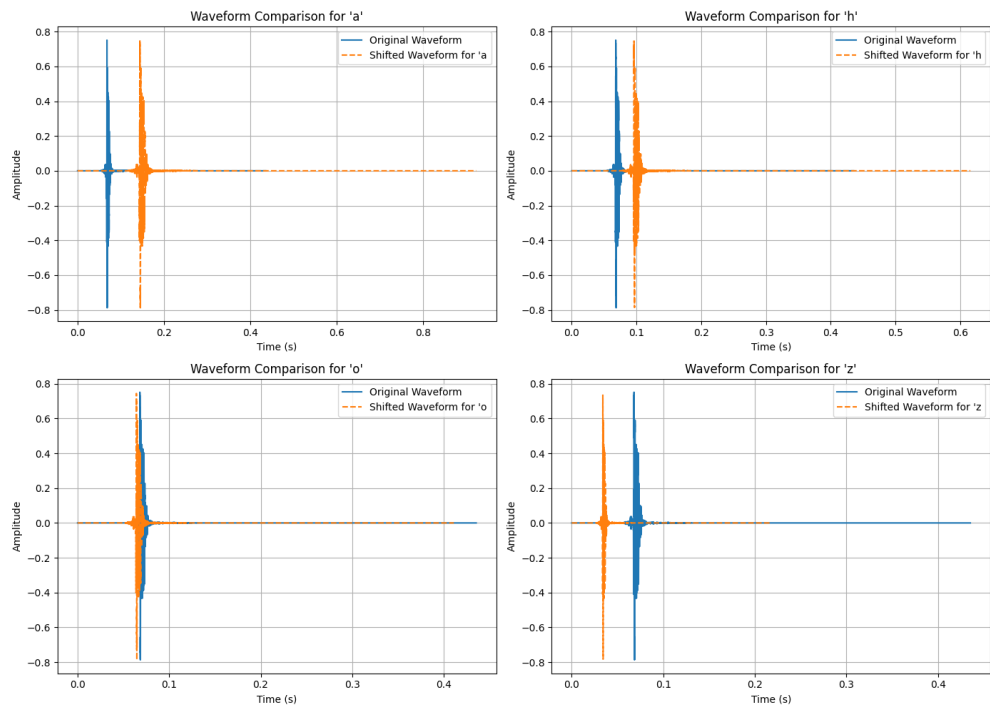 Waveform Comparison for 'a'
Amplitude
0.8
0.6
0.4
0.2
0.0
−0.2
−0.4
−0.6
−0.8
Original Waveform
Shifted Waveform for 'a
0.0 0.2 0.4 0.6 0.8
Time (s)
Waveform Comparison for 'h'
Amplitude
0.8
0.6
0.4
0.2
0.0
−0.2
−0.4
−0.6
−0.8
Original Waveform
Shifted Waveform for 'h
0.0 0.1 0.2 0.3 0.4 0.5 0.6
Time (s)
Waveform Comparison for 'o'
Amplitude
0.8
0.6
0.4
0.2
0.0
−0.2
−0.4
−0.6
−0.8
Original Waveform
Shifted Waveform for 'o
0.0 0.1 0.2 0.3 0.4
Time (s)
Waveform Comparison for 'z'
Amplitude
0.8
0.6
0.4
0.2
0.0
−0.2
−0.4
−0.6
−0.8
Original Waveform
Shifted Waveform for 'z
0.0 0.1 0.2 0.3 0.4
Time (s)